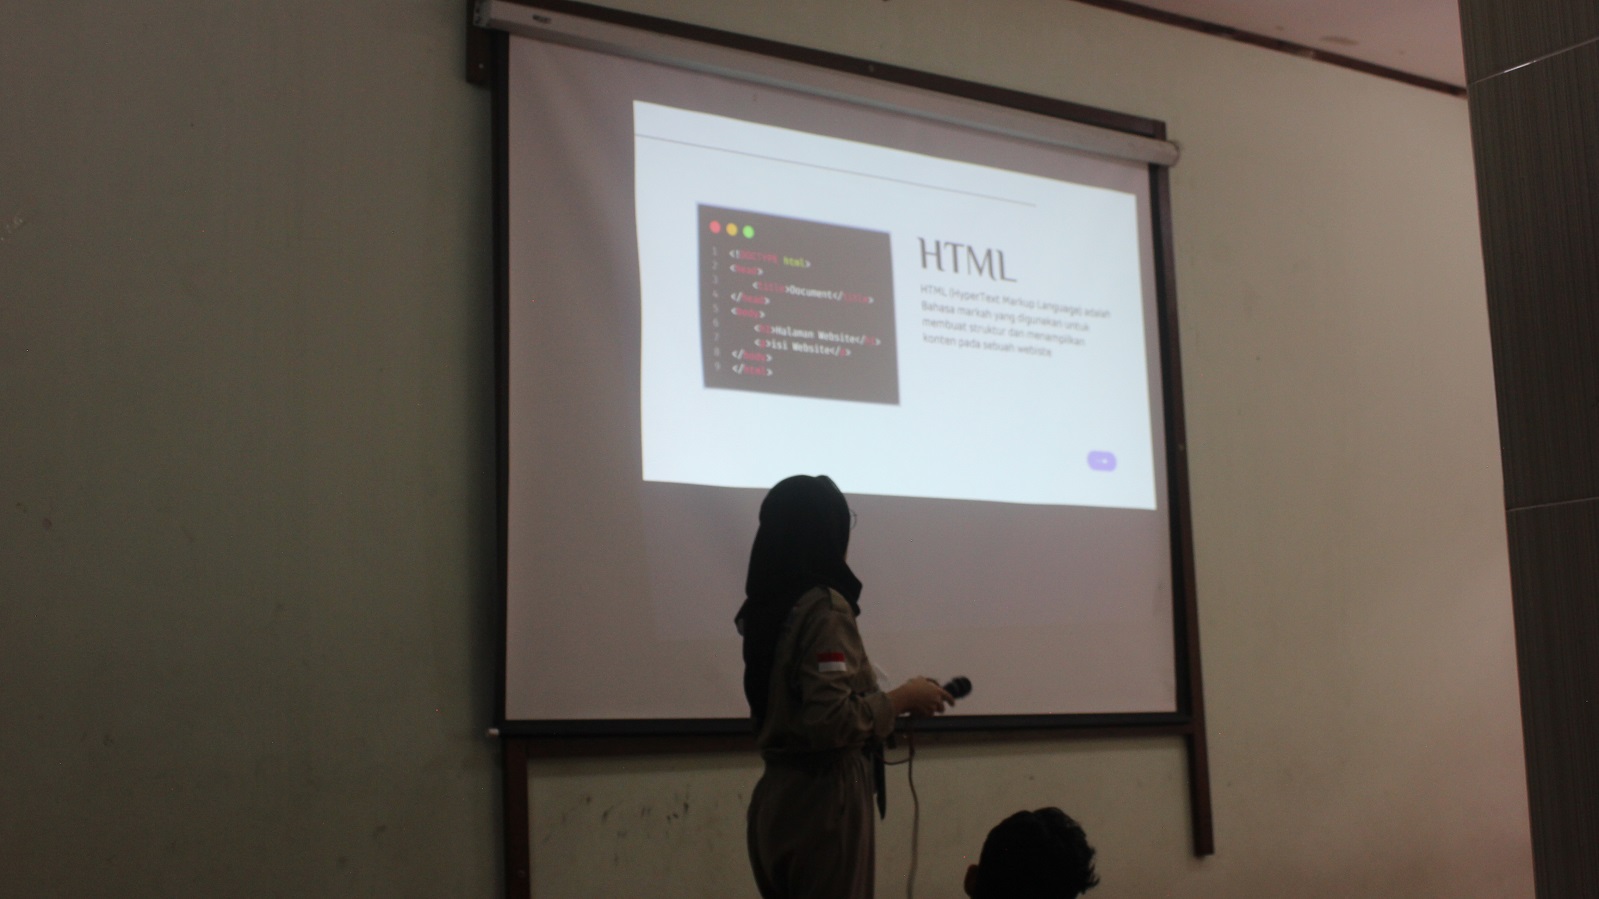 1 <!DOCTYPE html>
2 <head>
3 <title>Document</title>
4 </head>
5 <body>
6 <h1>Halaman Website</h1>
7 <p>isi Website</p>
8 </body>
9 </html>
HTML
HTML (HyperText Markup Language) adalah
Bahasa markah yang digunakan untuk
membuat struktur dan menampilkan
konten pada sebuah